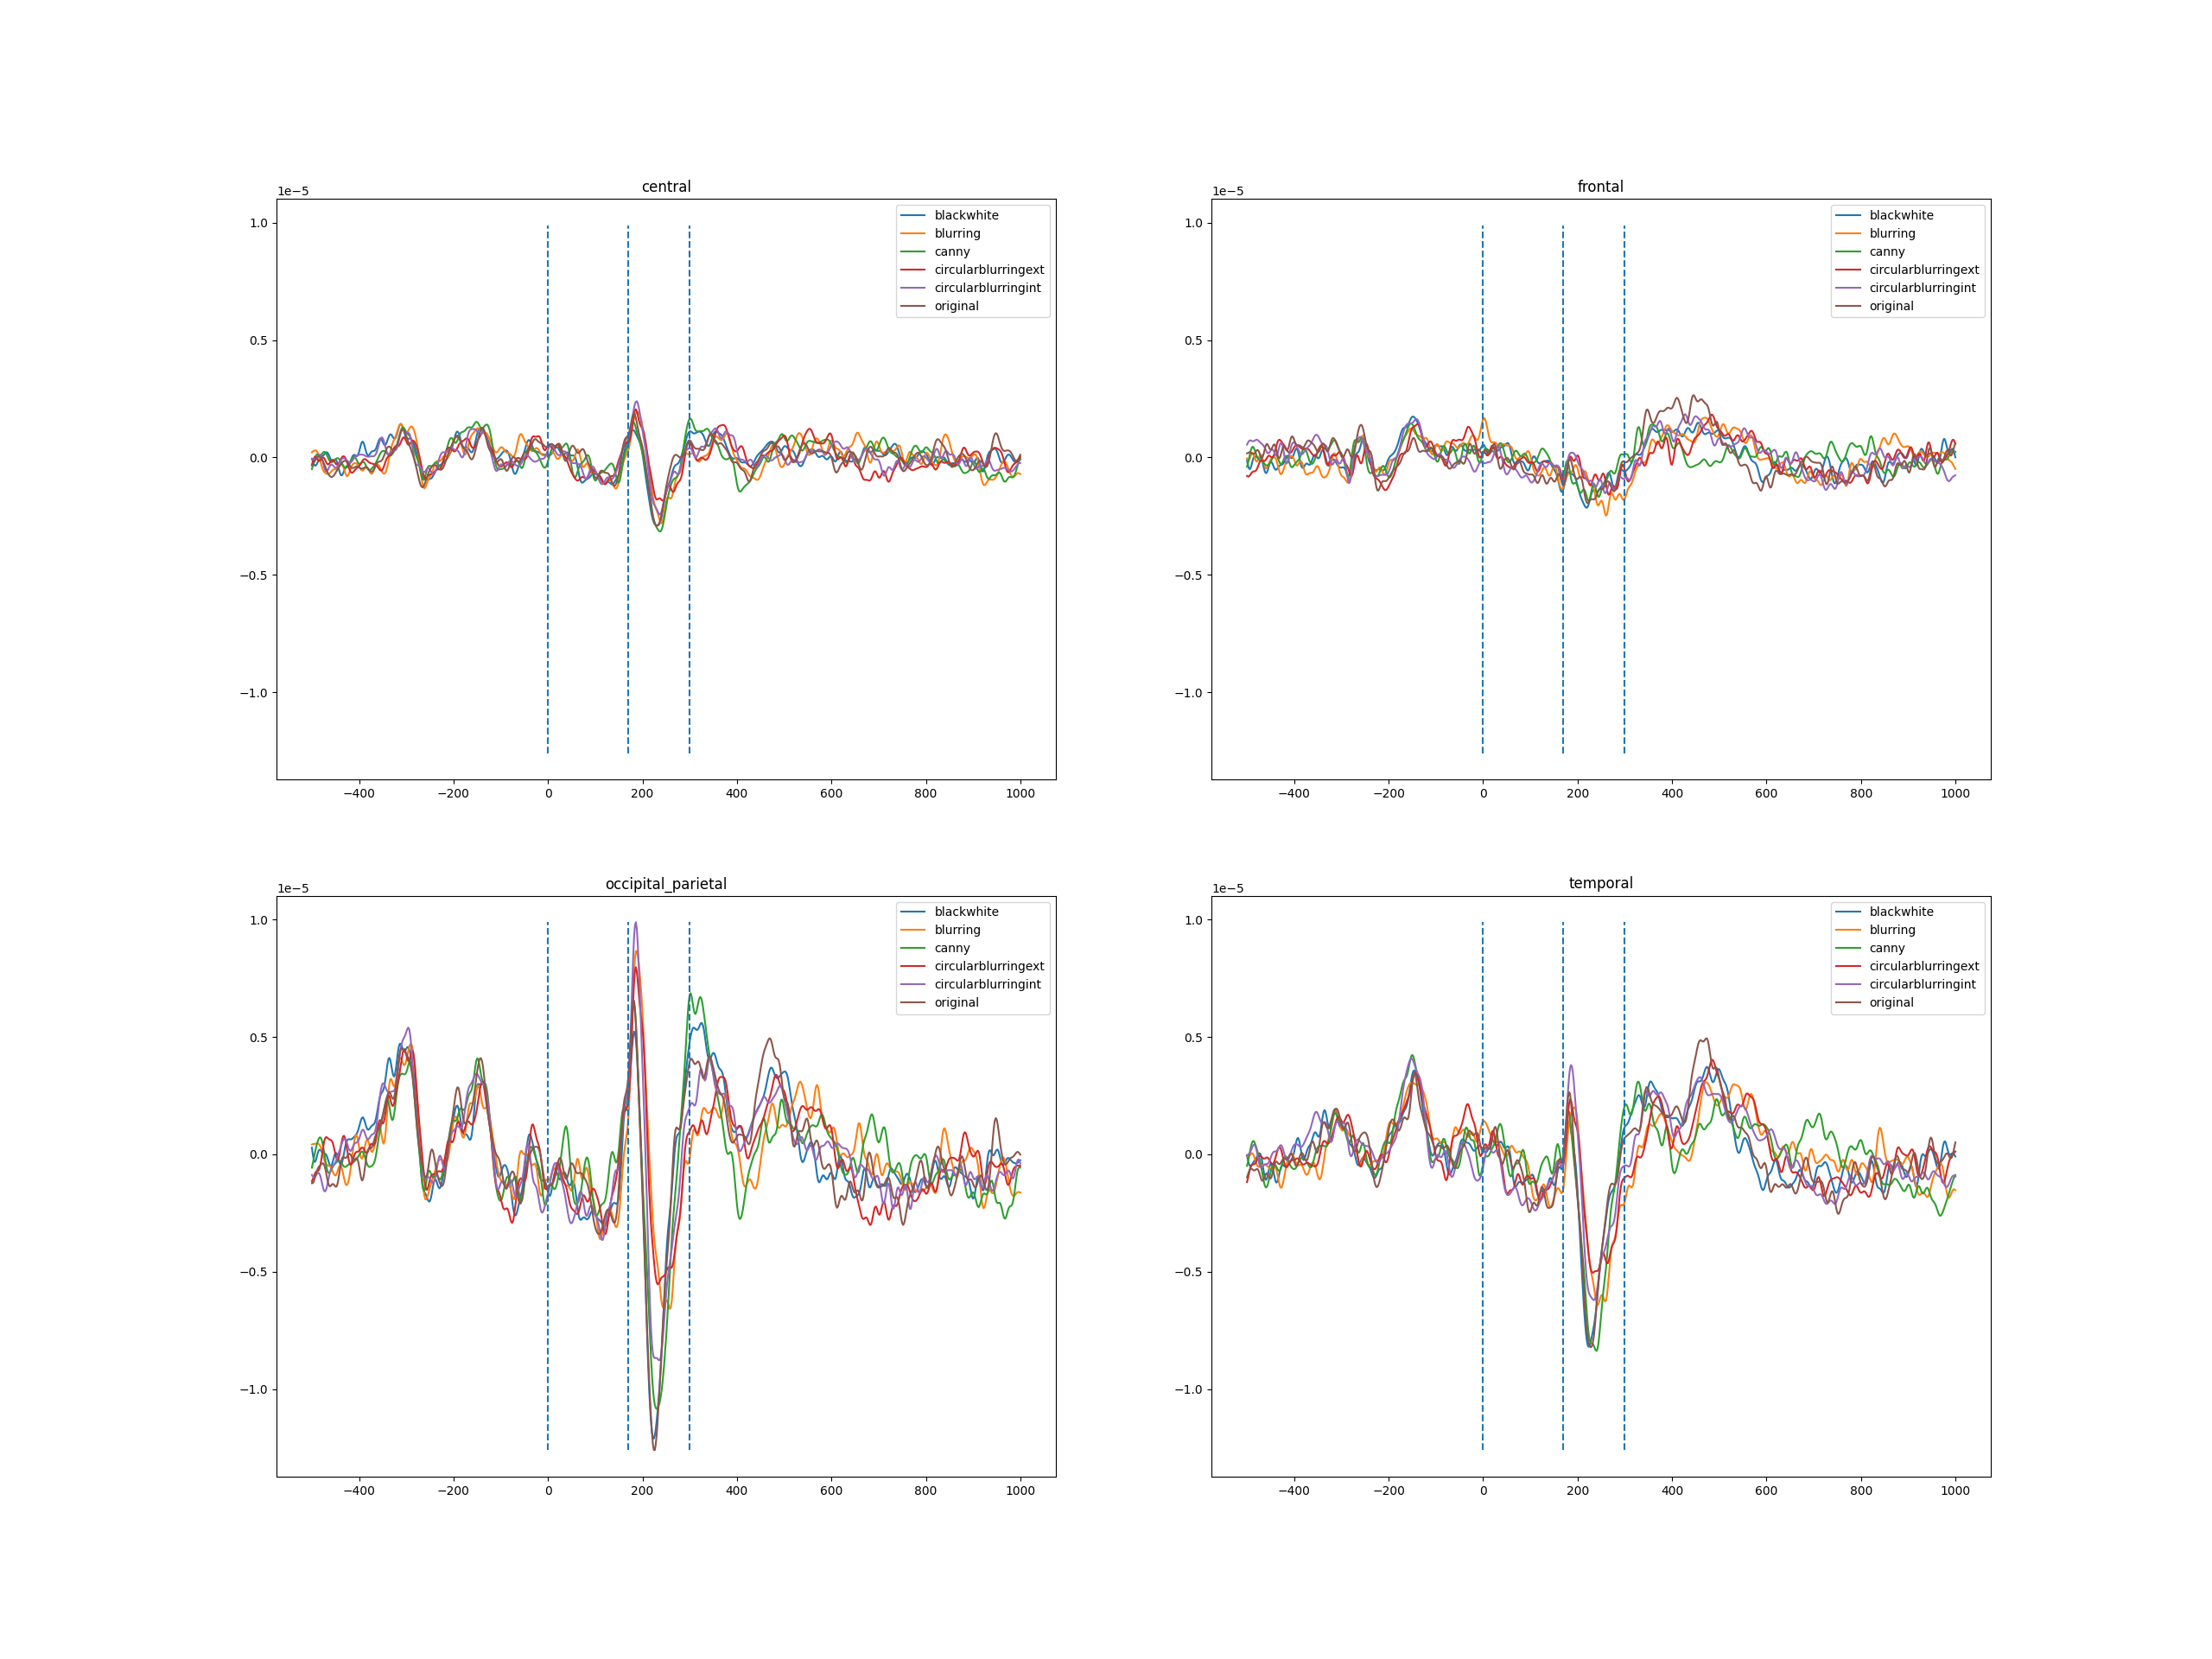 central
1e−5
1.0
0.5
0.0
−0.5
−1.0
−400 −200 0 200 400 600 800 1000
blackwhite
blurring
canny
circularblurringext
circularblurringint
original
frontal
1e−5
1.0
0.5
0.0
−0.5
−1.0
−400 −200 0 200 400 600 800 1000
blackwhite
blurring
canny
circularblurringext
circularblurringint
original
occipital_parietal
1e−5
1.0
0.5
0.0
−0.5
−1.0
−400 −200 0 200 400 600 800 1000
blackwhite
blurring
canny
circularblurringext
circularblurringint
original
temporal
1e−5
1.0
0.5
0.0
−0.5
−1.0
−400 −200 0 200 400 600 800 1000
blackwhite
blurring
canny
circularblurringext
circularblurringint
original